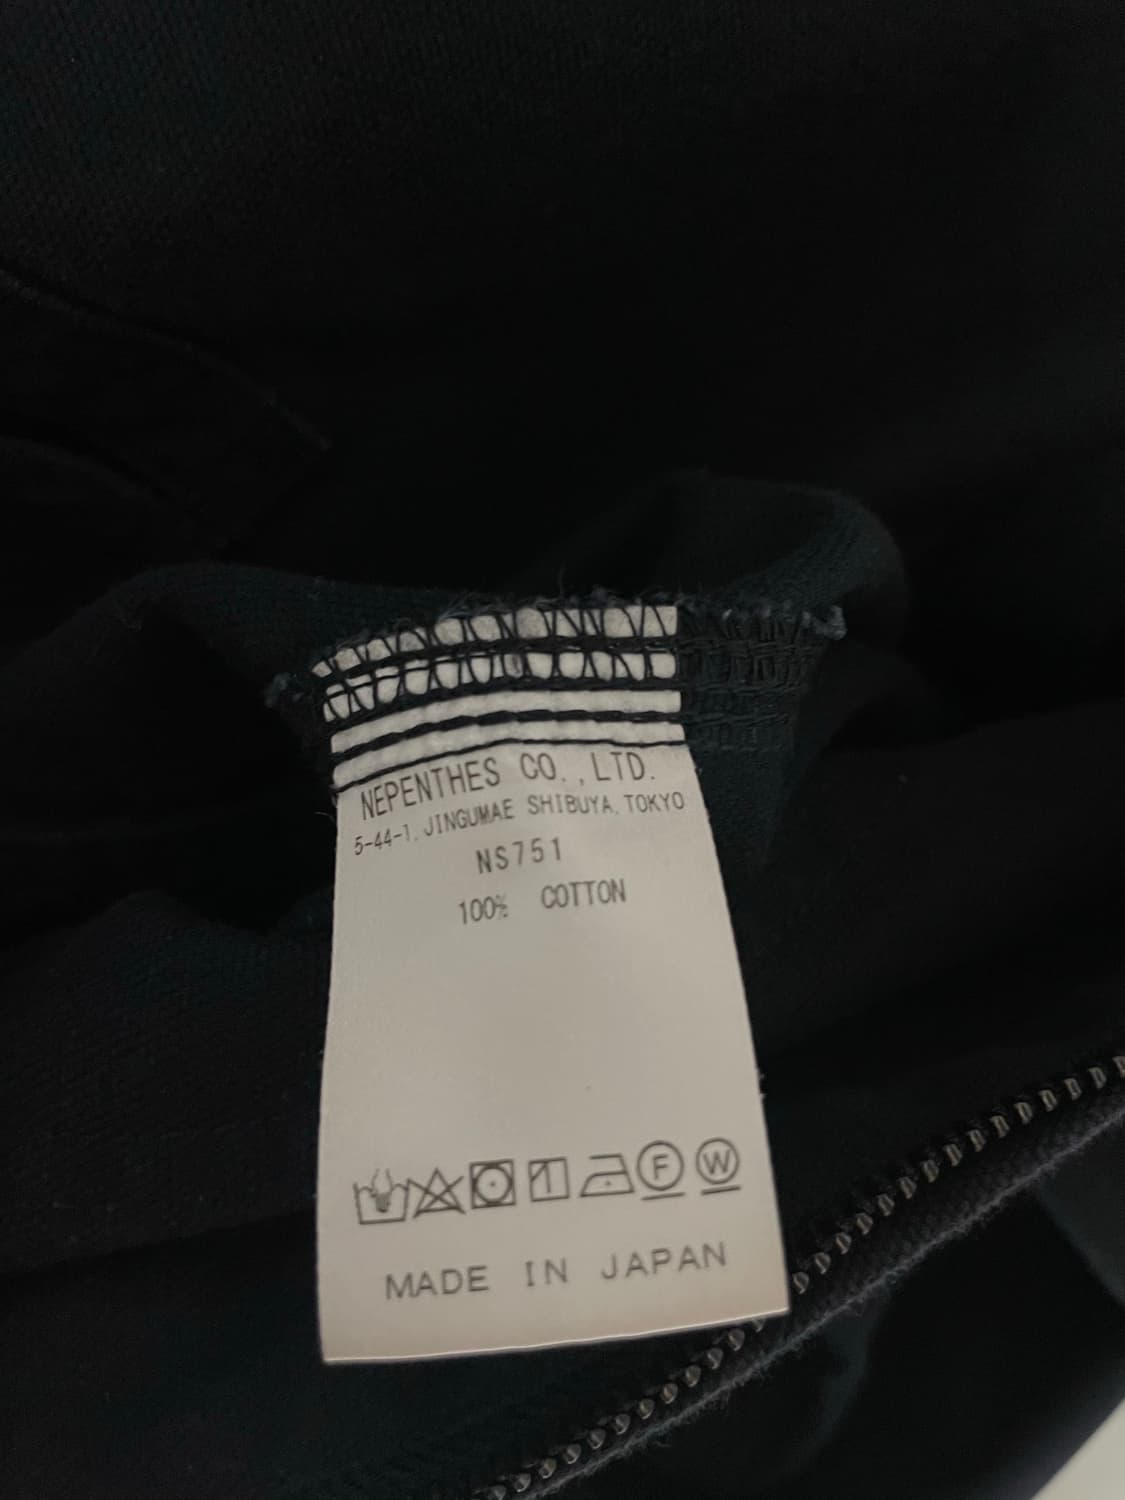 NEPENTHES CO.,LTD.
5-44-1, JINGUMAE SHIBUYA, TOKYO
NS751
100% COTTON
F W
MADE IN JAPAN